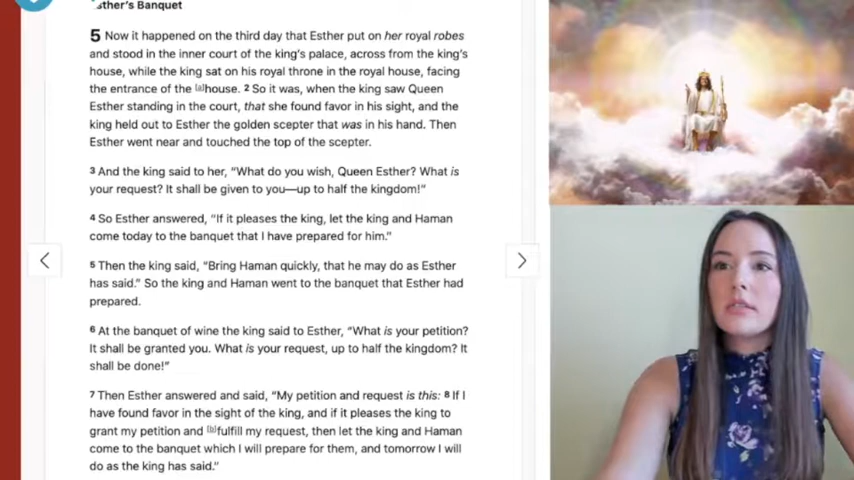 sther's Banquet
5 Now it happened on the third day that Esther put on her royal robes
and stood in the inner court of the king's palace, across from the king's
house, while the king sat on his royal throne in the royal house, facing
the entrance of the [a]house. 2 So it was, when the king saw Queen
Esther standing in the court, that she found favor in his sight, and the
king held out to Esther the golden scepter that was in his hand. Then
Esther went near and touched the top of the scepter.
3 And the king said to her, "What do you wish, Queen Esther? What is
your request? It shall be given to you—up to half the kingdom!"
4 So Esther answered, "If it pleases the king, let the king and Haman
come today to the banquet that I have prepared for him."
5 Then the king said, "Bring Haman quickly, that he may do as Esther
has said." So the king and Haman went to the banquet that Esther had
prepared.
6 At the banquet of wine the king said to Esther, "What is your petition?
It shall be granted you. What is your request, up to half the kingdom? It
shall be done!"
7 Then Esther answered and said, "My petition and request is this: 8 If I
have found favor in the sight of the king, and if it pleases the king to
grant my petition and [b]fulfill my request, then let the king and Haman
come to the banquet which I will prepare for them, and tomorrow I will
do as the king has said."